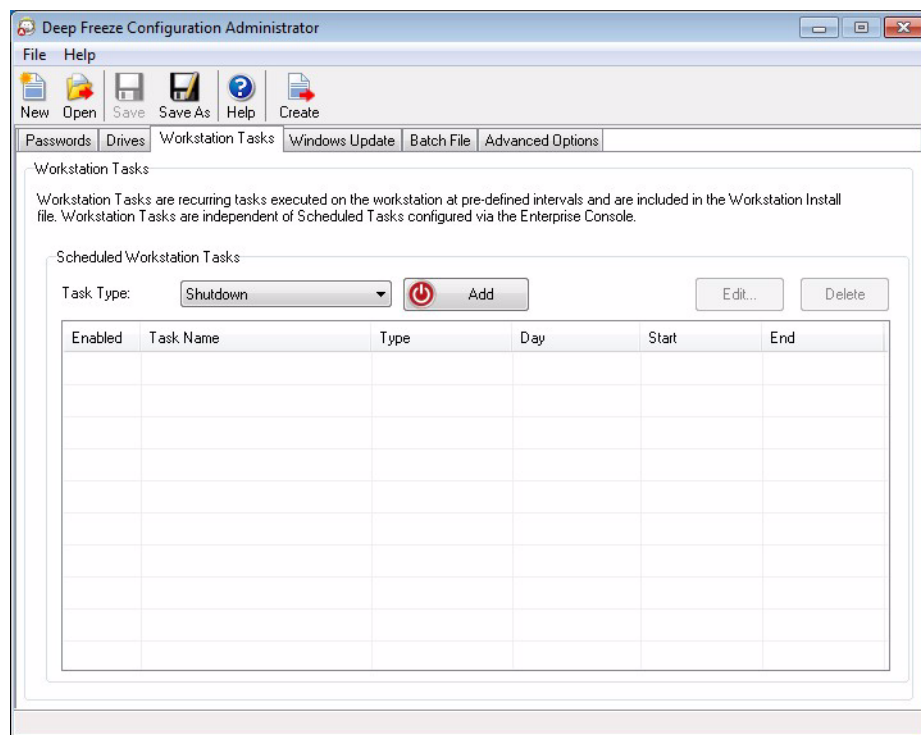 Deep Freeze Configuration Administrator
File Help
New Open Save Save As Help Create
Passwords Drives Workstation Tasks Windows Update Batch File Advanced Options
Workstation Tasks
Workstation Tasks are recurring tasks executed on the workstation at pre-defined intervals and are included in the Workstation Install
file. Workstation Tasks are independent of Scheduled Tasks configured via the Enterprise Console.
Scheduled Workstation Tasks
Task Type: Shutdown Add Edit... Delete
Enabled Task Name Type Day Start End